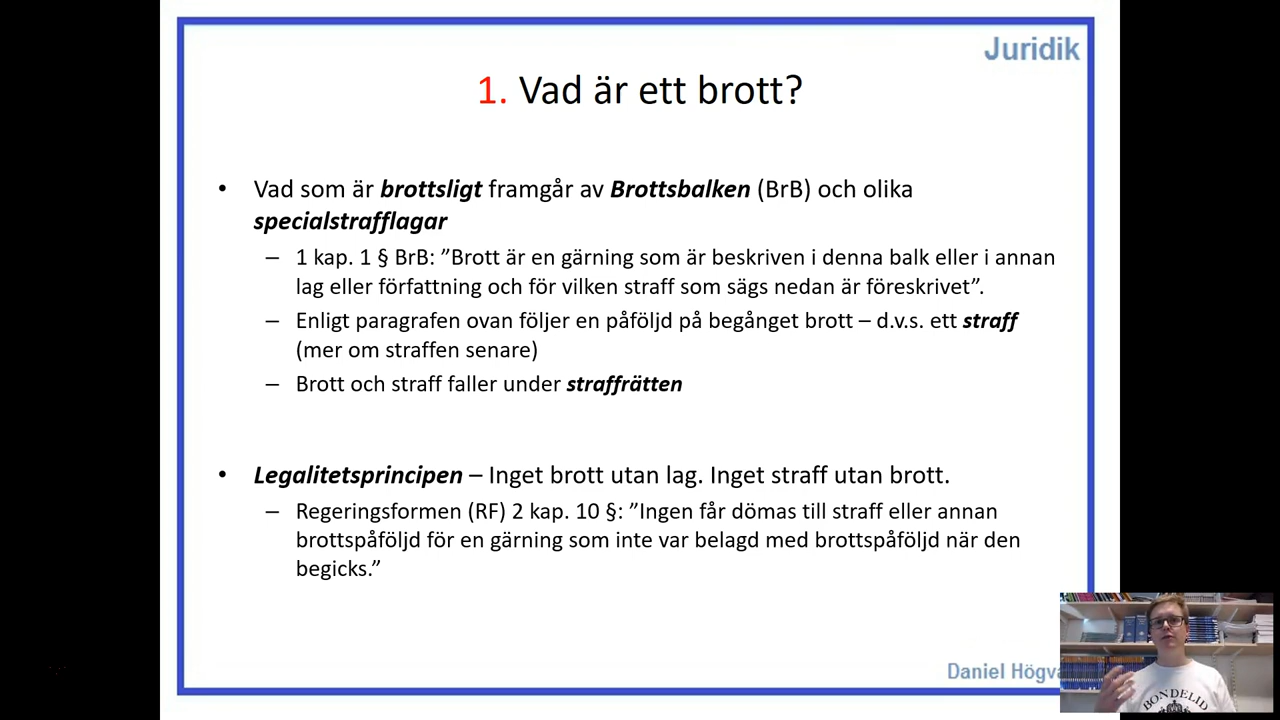 Juridik
1. Vad är ett brott?
• Vad som är brottsligt framgår av Brottsbalken (BrB) och olika
specialstrafflagar
– 1 kap. 1 § BrB: ”Brott är en gärning som är beskriven i denna balk eller i annan
lag eller författning och för vilken straff som sägs nedan är föreskrivet”.
– Enligt paragrafen ovan följer en påföljd på begånget brott – d.v.s. ett straff
(mer om straffen senare)
– Brott och straff faller under straffrätten
• Legalitetsprincipen – Inget brott utan lag. Inget straff utan brott.
– Regeringsformen (RF) 2 kap. 10 §: ”Ingen får dömas till straff eller annan
brottspåföljd för en gärning som inte var belagd med brottspåföljd när den
begicks.”
Daniel Högva
BONDELID